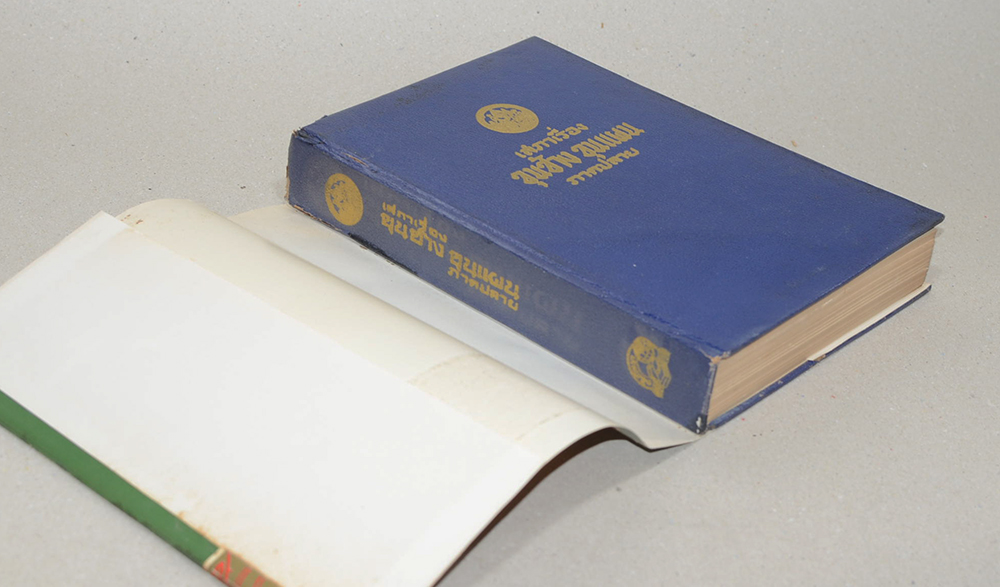 เสภาเรื่อง
ขุนช้าง ขุนแผน
ภาคปลาย
เสภาเรื่อง
ขุนช้าง ขุนแผน
ภาคปลาย